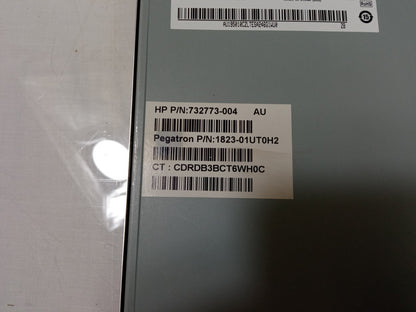 HP P/N:732773-004 AU
Pegatron P/N:1823-01UT0H2
CT : CDRDB3BCT6WH0C